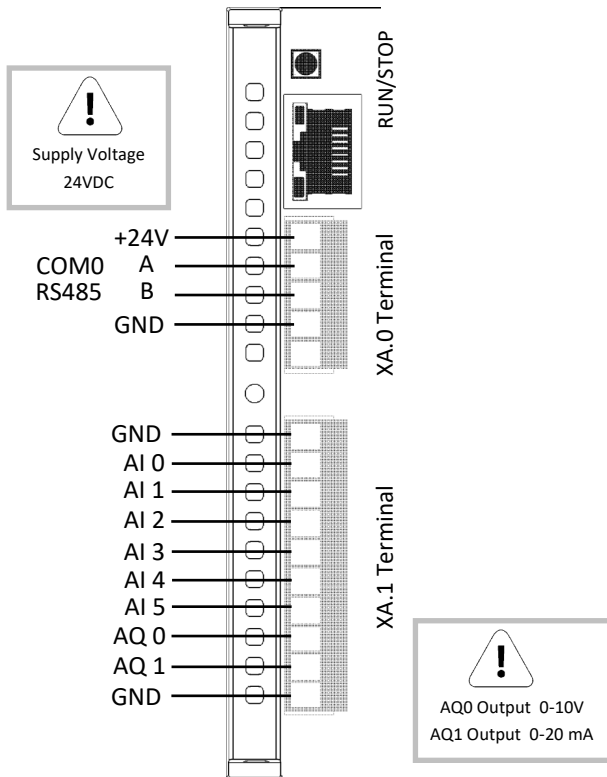 RUN/STOP
!
Supply Voltage
24VDC
+24V
COM0 A
RS485 B
GND
XA.0 Terminal
GND
AI 0
AI 1
AI 2
AI 3
AI 4
AI 5
AQ 0
AQ 1
GND
XA.1 Terminal
!
AQ0 Output 0-10V
AQ1 Output 0-20 mA